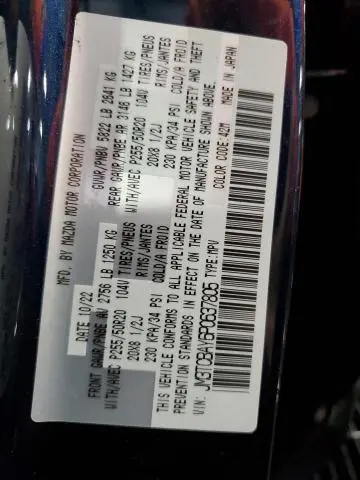 MFD. BY MAZDA MOTOR CORPORATION
DATE 10/22 GVWR/PNBV 5822 LB 2641 KG
FRONT GAWR/PNBE AV 2756 LB 1250 KG REAR GAWR/PNBE AR 3146 LB 1427 KG
WITH/AVEC P255/50R20 104V TIRES/PNEUS WITH/AVEC P255/50R20 104V TIRES/PNEUS
20X8 1/2J RIMS/JANTES 20X8 1/2J RIMS/JANTES
230 KPA/34 PSI COLD/A FROID 230 KPA/34 PSI COLD/A FROID
THIS VEHICLE CONFORMS TO ALL APPLICABLE FEDERAL MOTOR VEHICLE SAFETY AND THEFT
PREVENTION STANDARDS IN EFFECT ON THE DATE OF MANUFACTURE SHOWN ABOVE.
COLOR CODE:42M MADE IN JAPAN
VIN: JM3TCBAY6P0637805 TYPE:MPV